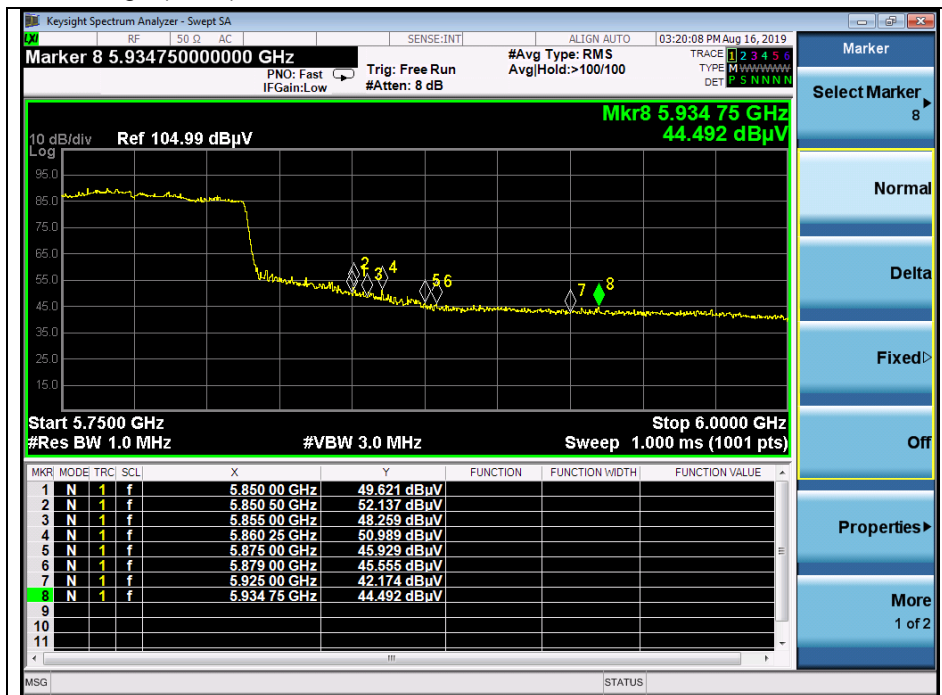 Keysight Spectrum Analyzer - Swept SA
LXI RF 50 Ω AC SENSE:INT ALIGN AUTO 03:20:08 PM Aug 16, 2019
Marker 8 5.934750000000 GHz
PNO: Fast
IFGain:Low
Trig: Free Run
#Atten: 8 dB
#Avg Type: RMS
Avg|Hold:>100/100
TRACE 1 2 3 4 5 6
TYPE M WWWWW
DET P S N N N N
Mkr8 5.934 75 GHz
44.492 dBµV
10 dB/div Ref 104.99 dBµV
Log
95.0
85.0
75.0
65.0
55.0
45.0
35.0
25.0
15.0
2 3 4 5 6 7 8
Start 5.7500 GHz Stop 6.0000 GHz
#Res BW 1.0 MHz #VBW 3.0 MHz Sweep 1.000 ms (1001 pts)
MKR MODE TRC SCL X Y FUNCTION FUNCTION WIDTH FUNCTION VALUE
1 N 1 f 5.850 00 GHz 49.621 dBµV
2 N 1 f 5.850 50 GHz 52.137 dBµV
3 N 1 f 5.855 00 GHz 48.259 dBµV
4 N 1 f 5.860 25 GHz 50.989 dBµV
5 N 1 f 5.875 00 GHz 45.929 dBµV
6 N 1 f 5.879 00 GHz 45.555 dBµV
7 N 1 f 5.925 00 GHz 42.174 dBµV
8 N 1 f 5.934 75 GHz 44.492 dBµV
9
10
11
MSG STATUS
Marker
Select Marker
8
Normal
Delta
Fixed
Off
Properties
More
1 of 2